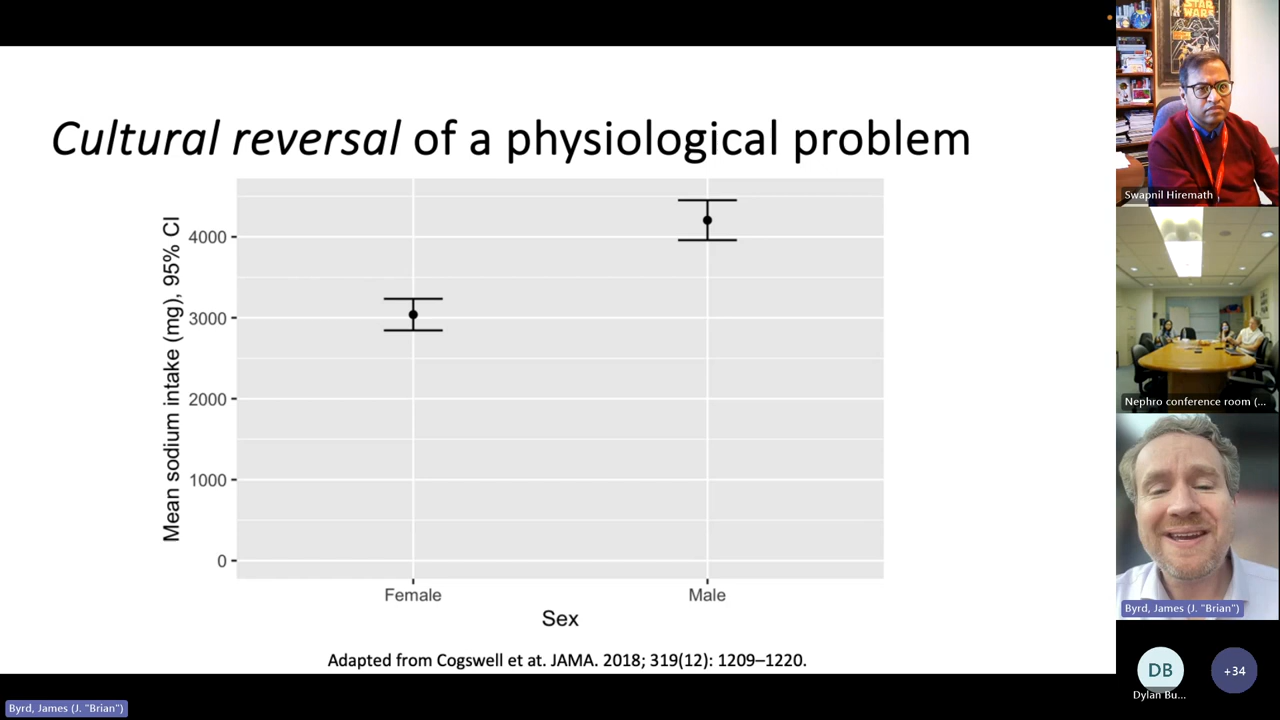 Cultural reversal of a physiological problem
Mean sodium intake (mg), 95% CI
4000
3000
2000
1000
0
Female
Male
Sex
Adapted from Cogswell et at. JAMA. 2018; 319(12): 1209–1220.
STAR
WARS
Swapnil Hiremath
Nephro conference room (...
Byrd, James (J. "Brian")
DB
Dylan Bu...
+34
Byrd, James (J. "Brian")